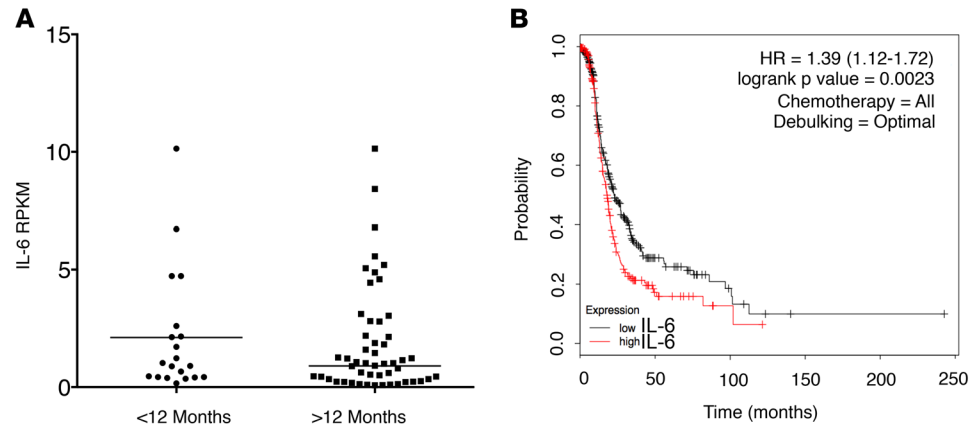 A
15
10
5
0
IL-6 RPKM
<12 Months
>12 Months
B
HR = 1.39 (1.12-1.72)
logrank p value = 0.0023
Chemotherapy = All
Debulking = Optimal
1.0
0.8
0.6
0.4
0.2
0.0
Probability
Expression
low IL-6
high IL-6
0 50 100 150 200 250
Time (months)